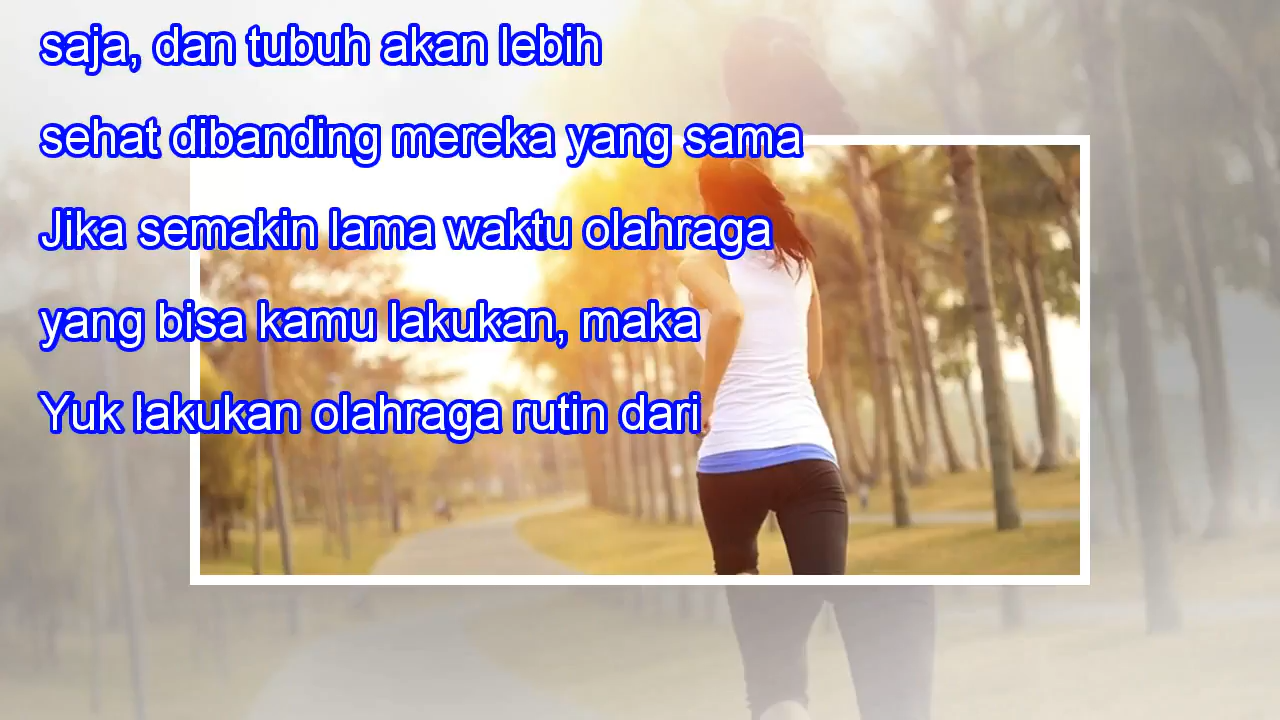 saja, dan tubuh akan lebih
sehat dibanding mereka yang sama
Jika semakin lama waktu olahraga
yang bisa kamu lakukan, maka
Yuk lakukan olahraga rutin dari